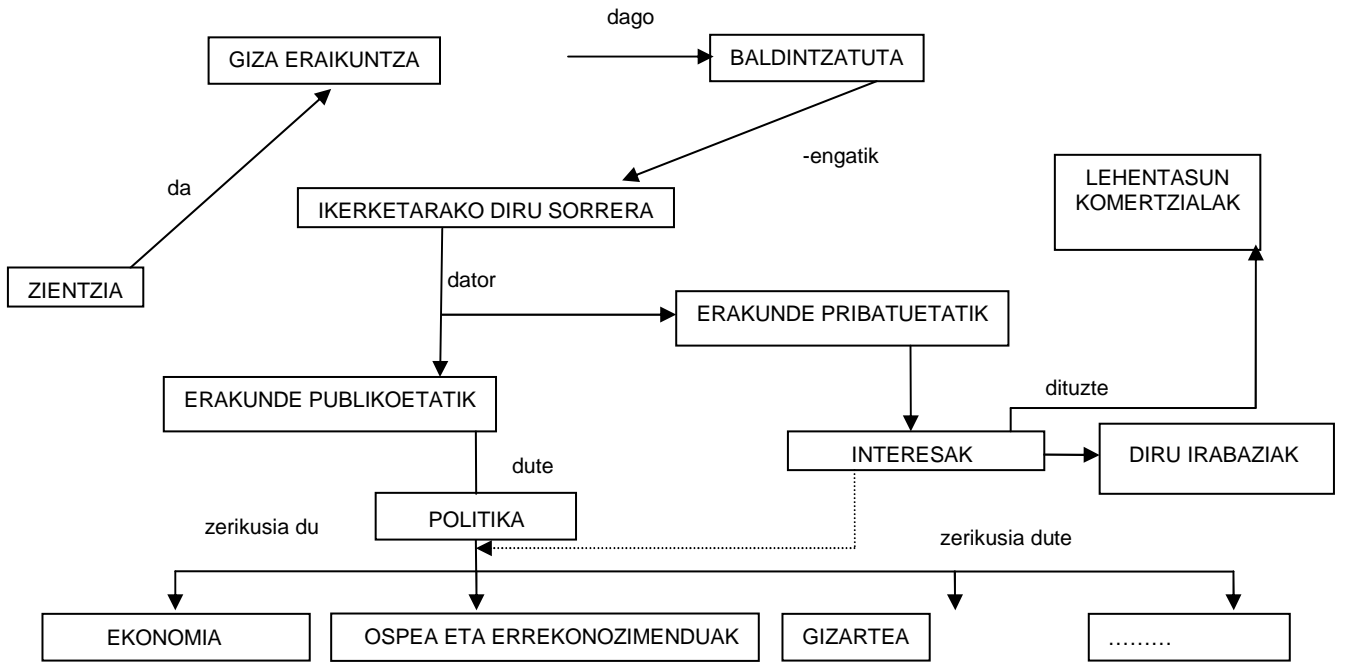 dago
GIZA ERAIKUNTZA
BALDINTZATUTA
-engatik
da
LEHENTASUN
KOMERTZIALAK
IKERKETARAKO DIRU SORRERA
ZIENTZIA
dator
ERAKUNDE PRIBATUETATIK
ERAKUNDE PUBLIKOETATIK
dituzte
INTERESAK
DIRU IRABAZIAK
dute
POLITIKA
zerikusia du
zerikusia dute
EKONOMIA
OSPEA ETA ERREKONOZIMENDUAK
GIZARTEA
………